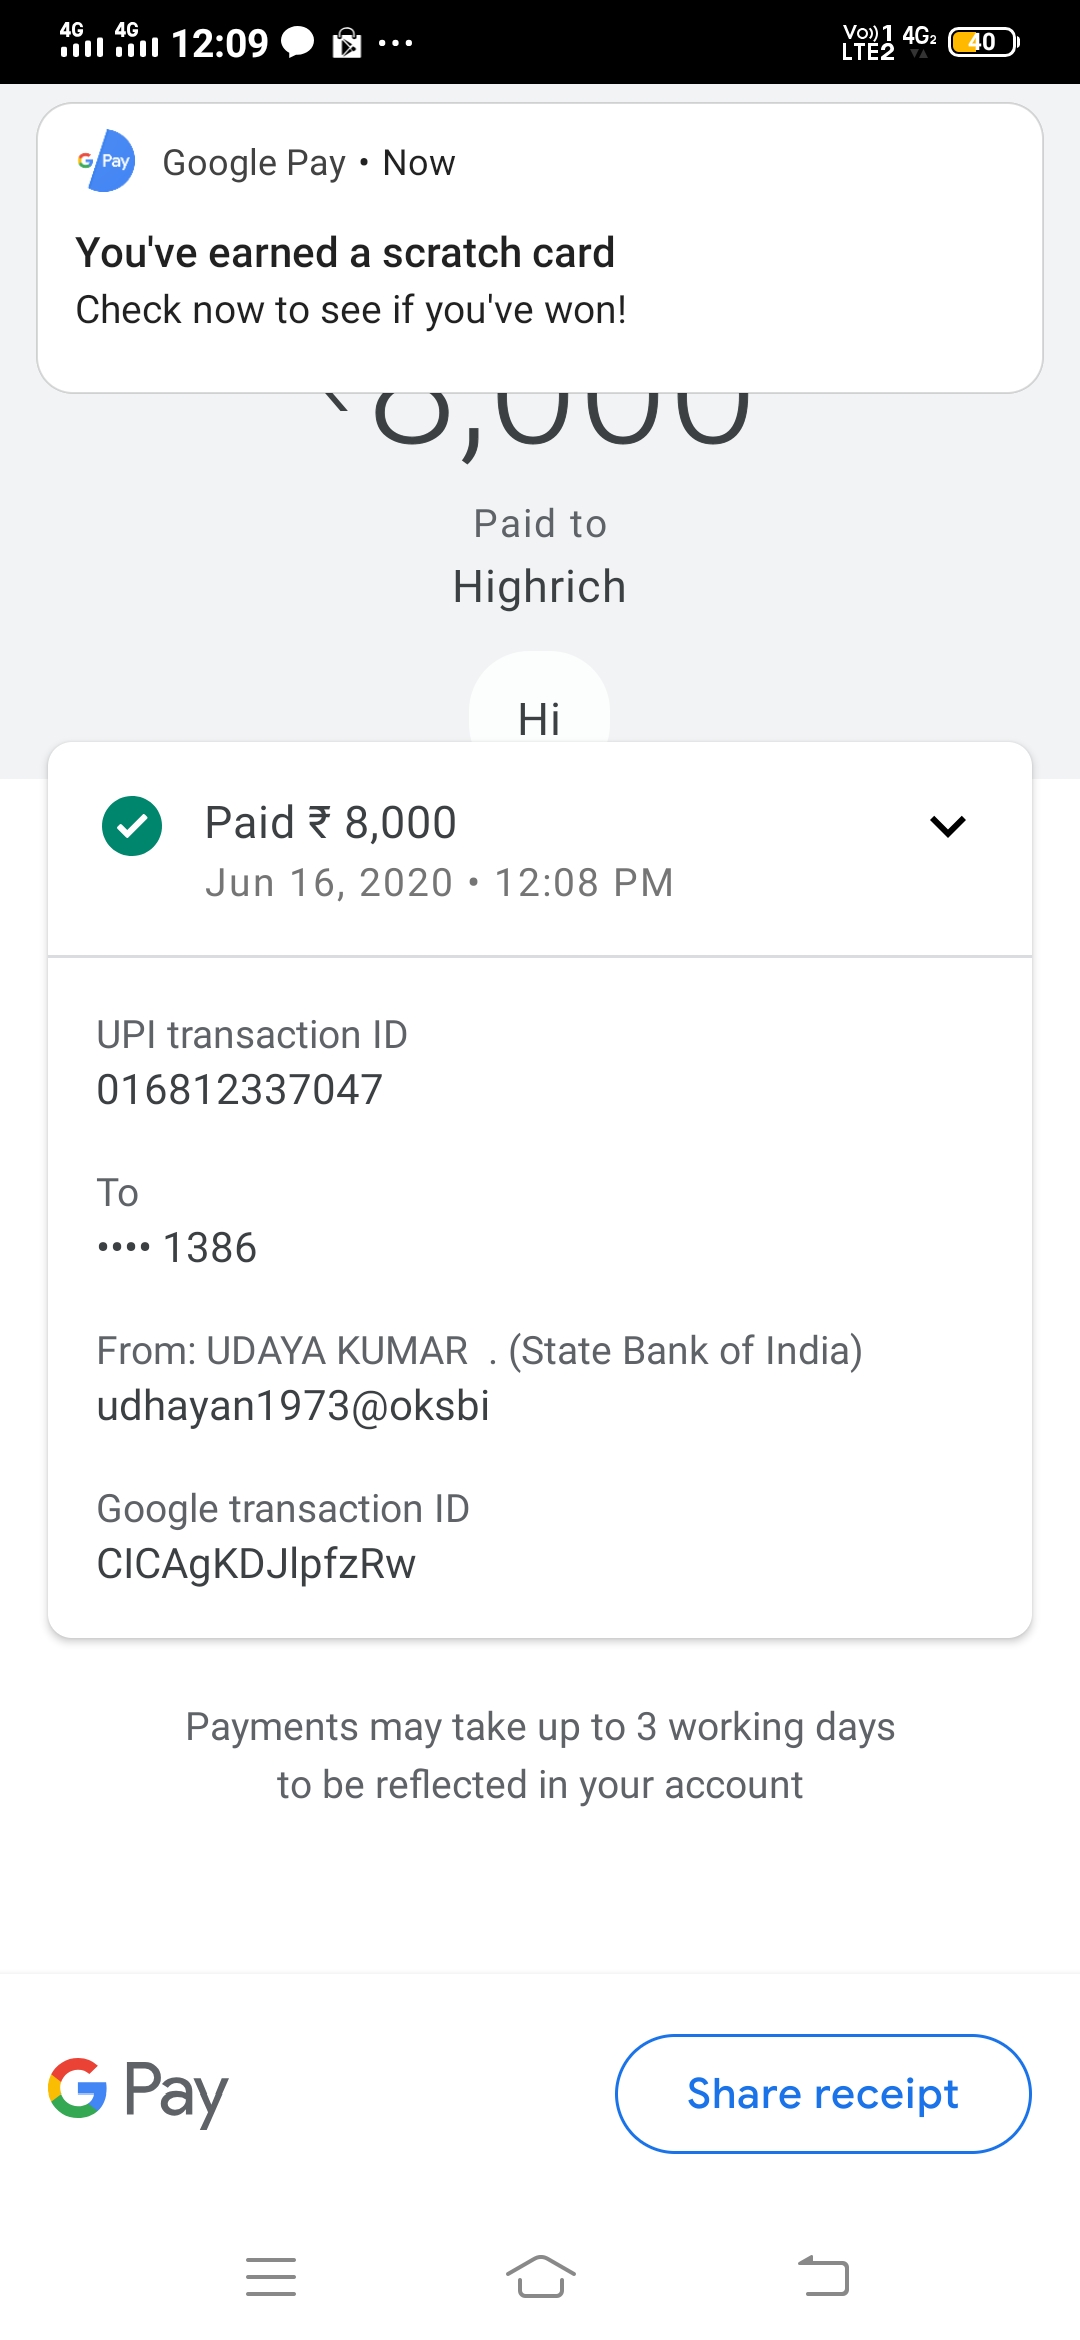 4G 4G 12:09 Vo)) 1 4G2 40
LTE2
G Pay Google Pay • Now
You've earned a scratch card
Check now to see if you've won!
₹8,000
Paid to
Highrich
Hi
Paid ₹ 8,000
Jun 16, 2020 • 12:08 PM
UPI transaction ID
016812337047
To
•••• 1386
From: UDAYA KUMAR . (State Bank of India)
udhayan1973@oksbi
Google transaction ID
CICAgKDJlpfzRw
Payments may take up to 3 working days
to be reflected in your account
G Pay Share receipt